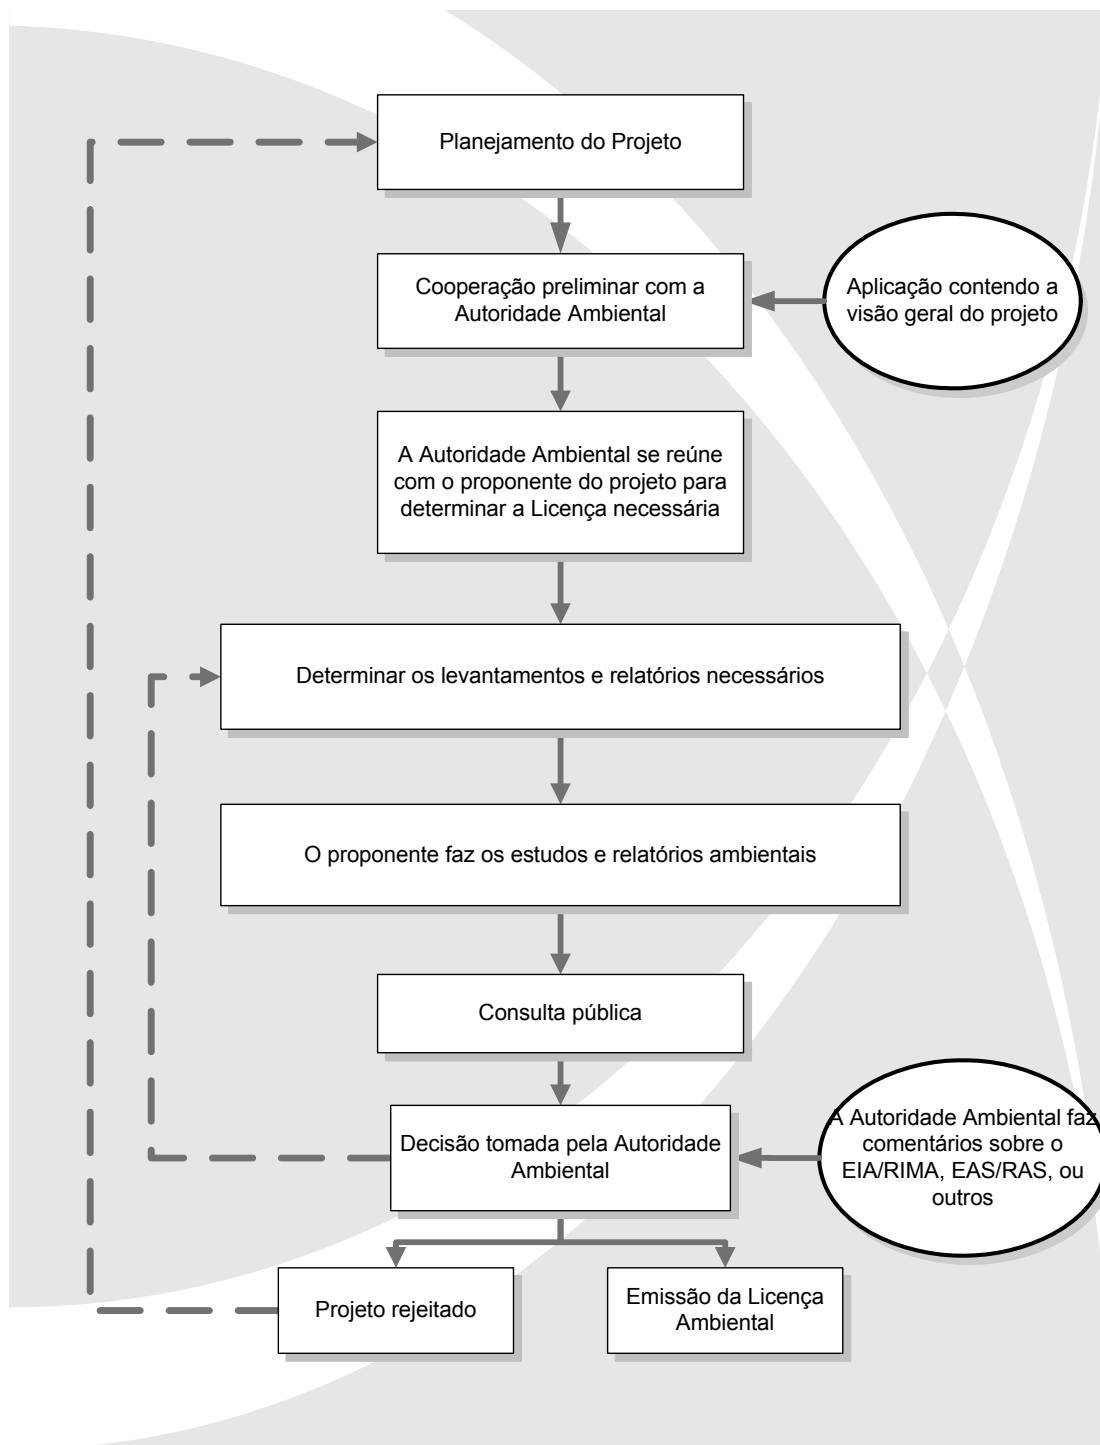 Planejamento do Projeto
Cooperação preliminar com a
Autoridade Ambiental
Aplicação contendo a
visão geral do projeto
A Autoridade Ambiental se reúne
com o proponente do projeto para
determinar a Licença necessária
Determinar os levantamentos e relatórios necessários
O proponente faz os estudos e relatórios ambientais
Consulta pública
Decisão tomada pela Autoridade
Ambiental
A Autoridade Ambiental faz
comentários sobre o
EIA/RIMA, EAS/RAS, ou
outros
Projeto rejeitado
Emissão da Licença
Ambiental